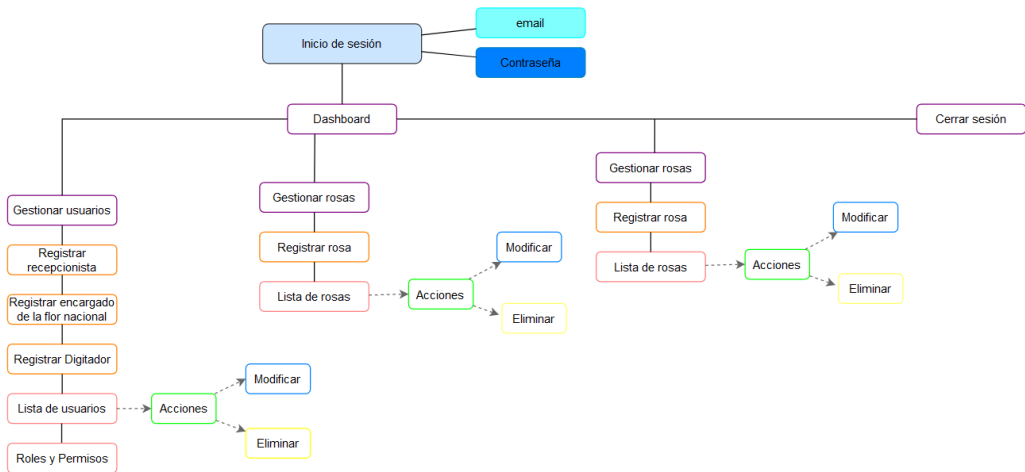 Inicio de sesión
email
Contraseña
Dashboard
Cerrar sesión
Gestionar usuarios
Registrar
recepcionista
Registrar encargado
de la flor nacional
Registrar Digitador
Lista de usuarios
Acciones
Modificar
Eliminar
Roles y Permisos
Gestionar rosas
Registrar rosa
Lista de rosas
Acciones
Modificar
Eliminar
Gestionar rosas
Registrar rosa
Lista de rosas
Acciones
Modificar
Eliminar